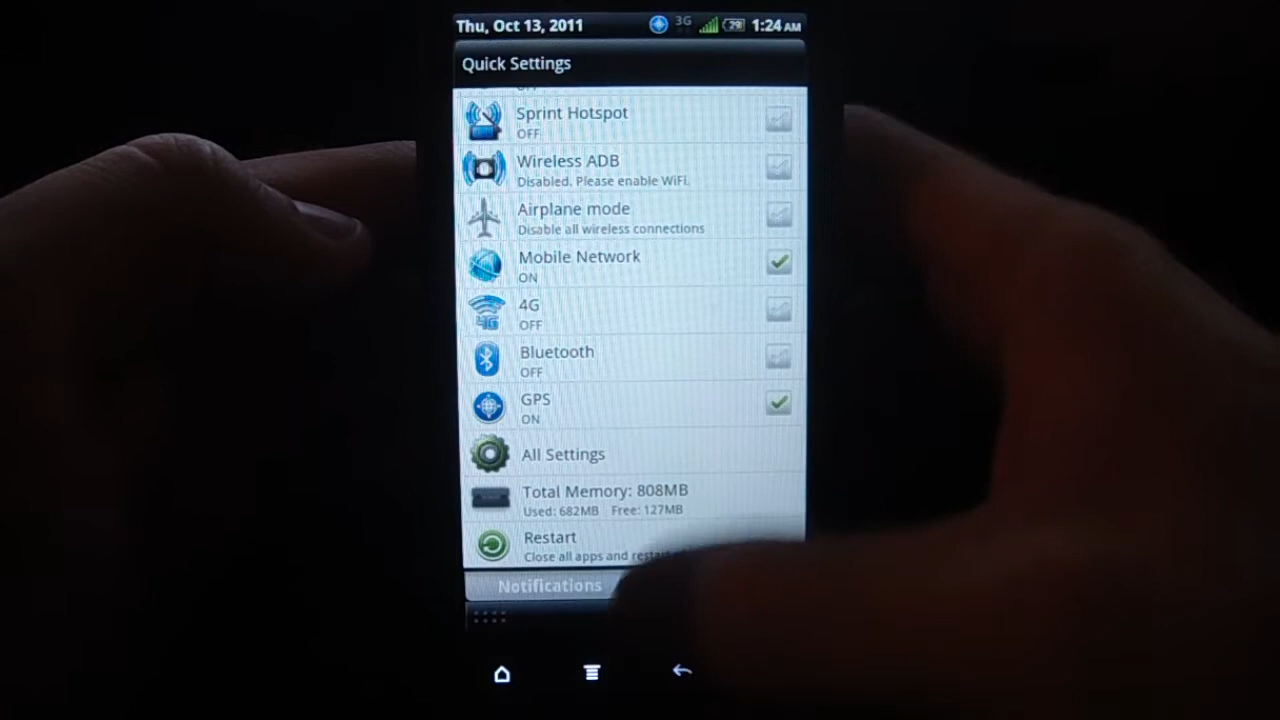 Thu, Oct 13, 2011 3G 29 1:24 AM
Quick Settings
Sprint Hotspot
OFF
Wireless ADB
Disabled. Please enable WiFi.
Airplane mode
Disable all wireless connections
Mobile Network
ON
4G
4G
OFF
Bluetooth
OFF
GPS
ON
All Settings
Total Memory: 808MB
Used: 682MB Free: 127MB
Restart
Close all apps and restart
Notifications